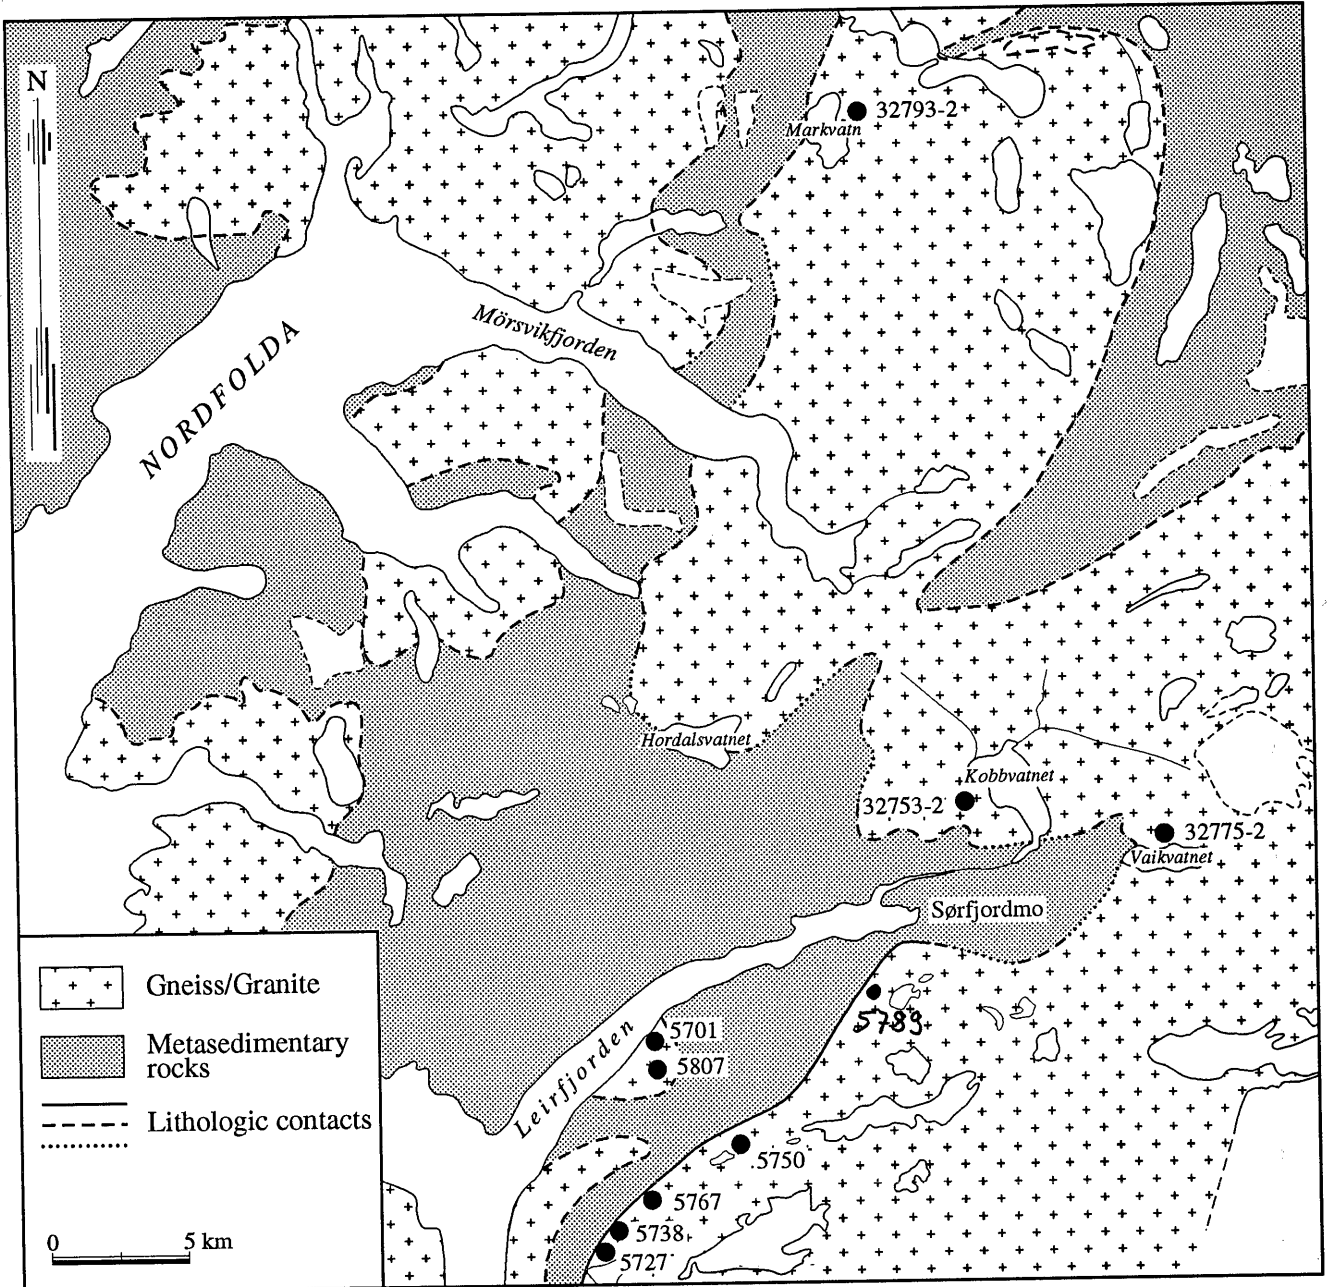 N
32793-2
Markvatn
Mörsvikfjorden
NORDFOLDA
Hordalsvatnet
Kobbvatnet
32753-2
32775-2
Vaikvatnet
Sørfjordmo
5789
5701
5807
Leirfjorden
.5750
5767
5738
5727
Gneiss/Granite
Metasedimentary
rocks
Lithologic contacts
0 5 km